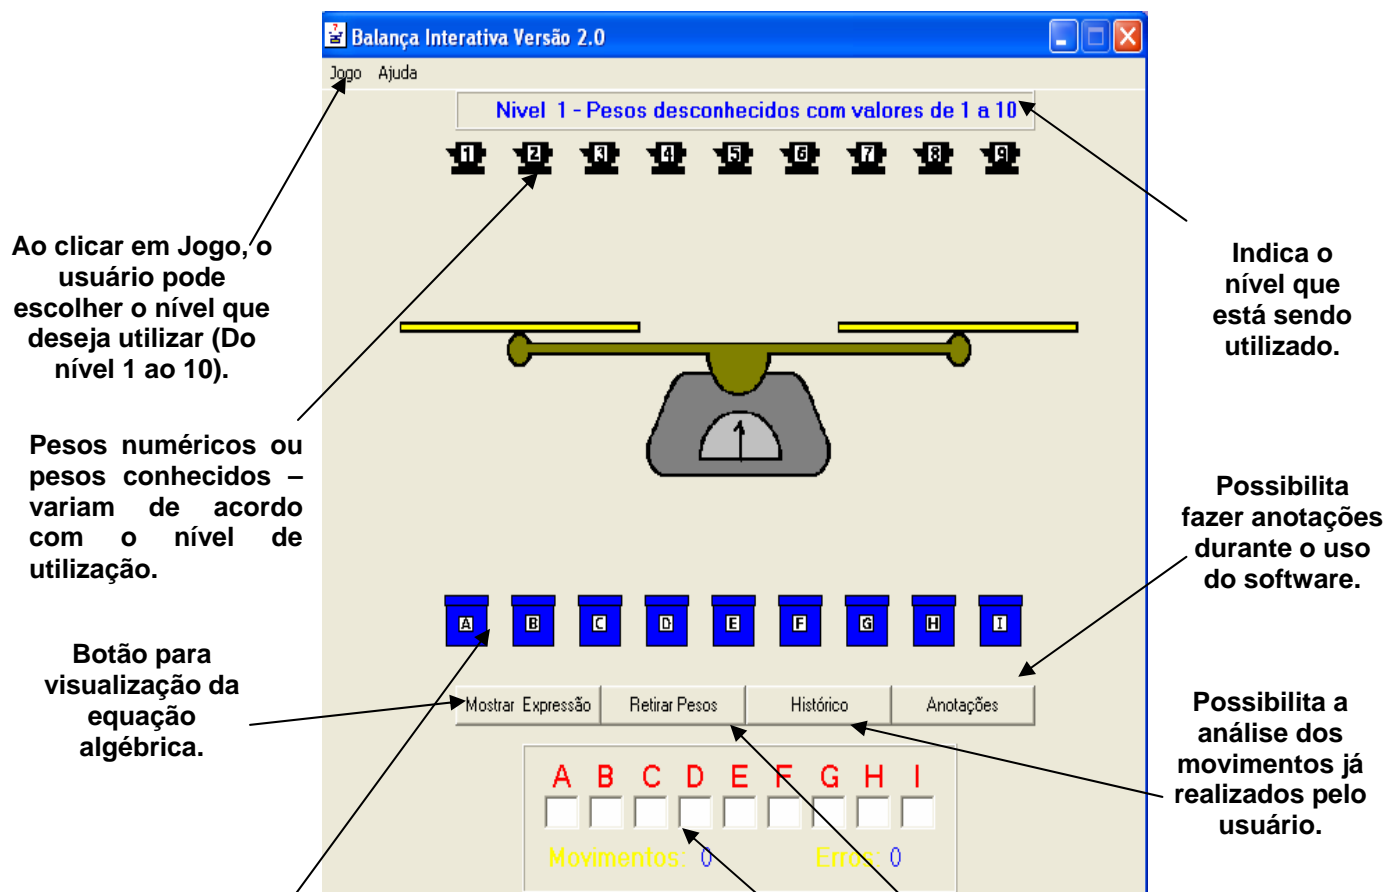 Balança Interativa Versão 2.0
Jogo Ajuda
Nivel 1 - Pesos desconhecidos com valores de 1 a 10
1 2 3 4 5 6 7 8 9
Ao clicar em Jogo, o
usuário pode
escolher o nível que
deseja utilizar (Do
nível 1 ao 10).
Indica o
nível que
está sendo
utilizado.
Pesos numéricos ou
pesos conhecidos –
variam de acordo
com o nível de
utilização.
Possibilita
fazer anotações
durante o uso
do software.
A B C D E F G H I
Botão para
visualização da
equação
algébrica.
Mostrar Expressão Retirar Pesos Histórico Anotações
Possibilita a
análise dos
movimentos já
realizados pelo
usuário.
A B C D E F G H I
Movimentos: 0 Erros: 0